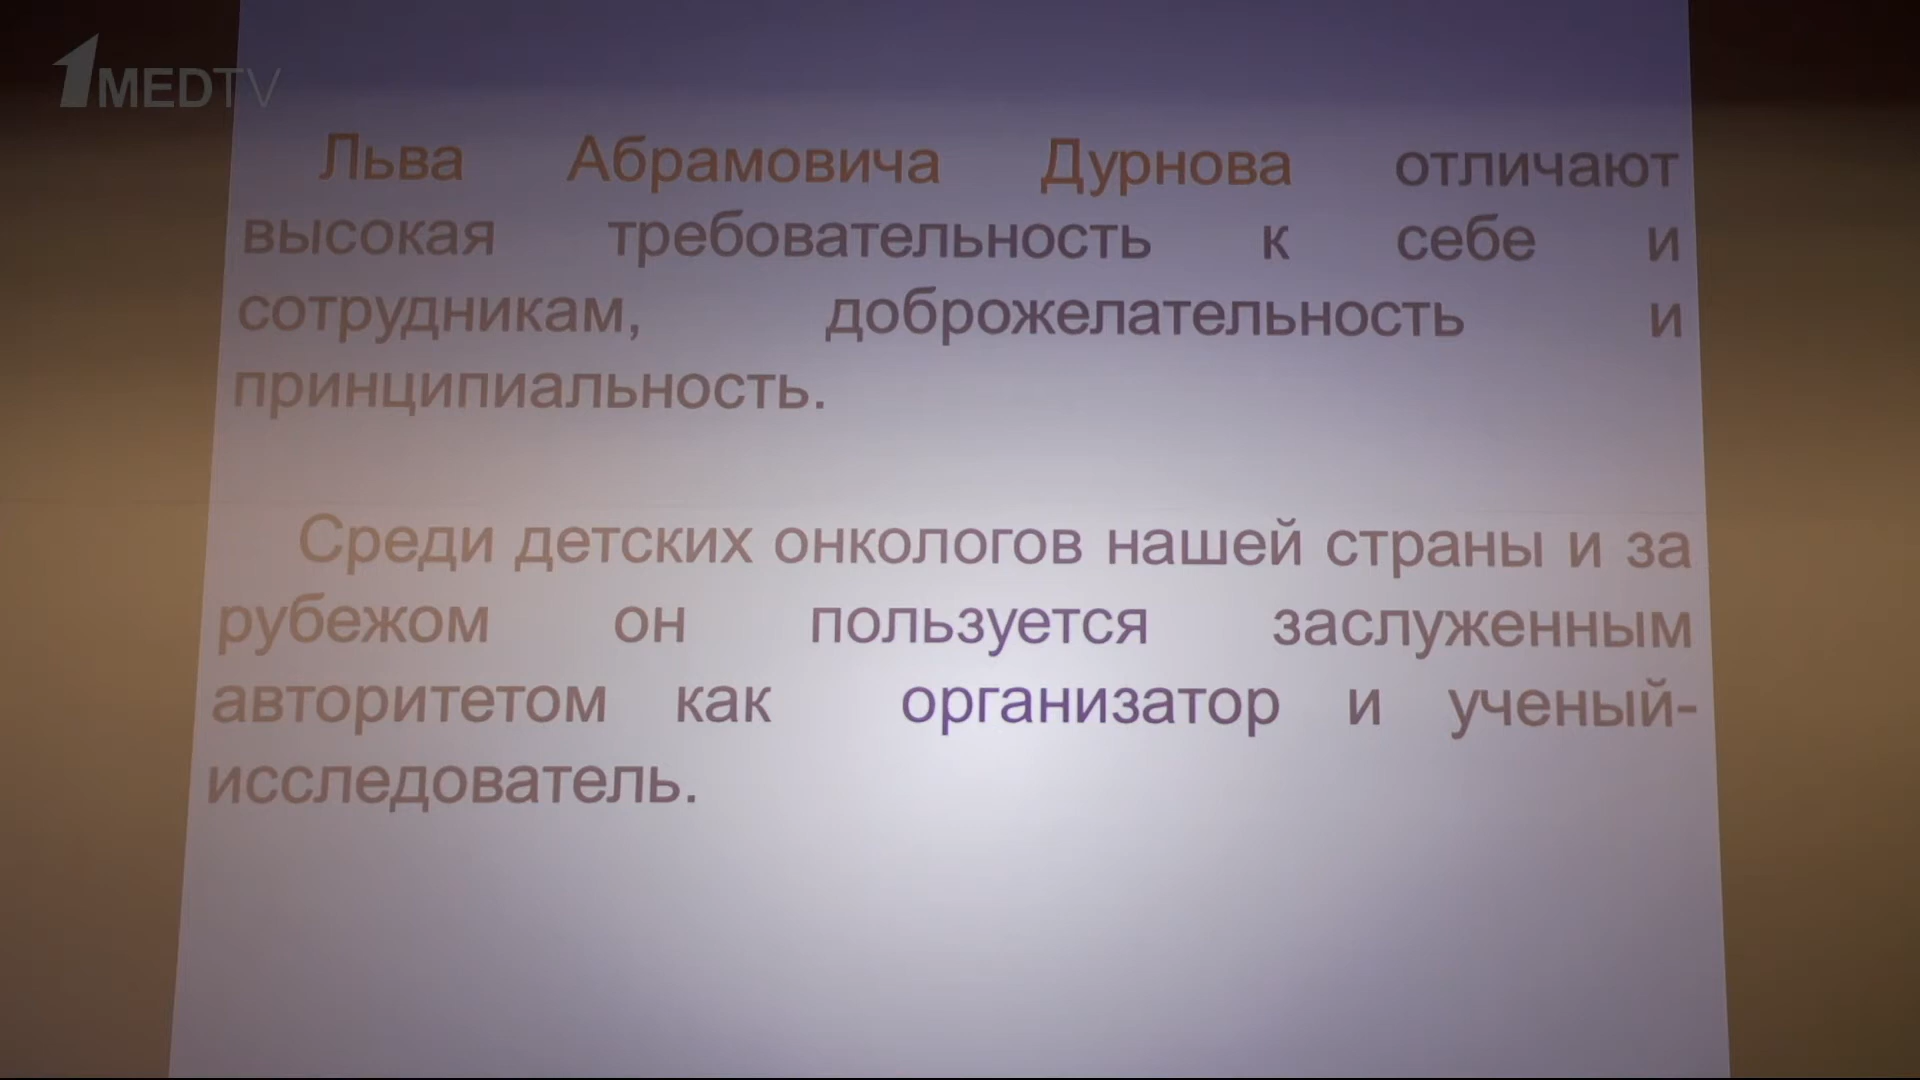 1MEDTV
Льва Абрамовича Дурнова отличают
высокая требовательность к себе и
сотрудникам, доброжелательность и
принципиальность.
Среди детских онкологов нашей страны и за
рубежом он пользуется заслуженным
авторитетом как организатор и ученый-
исследователь.